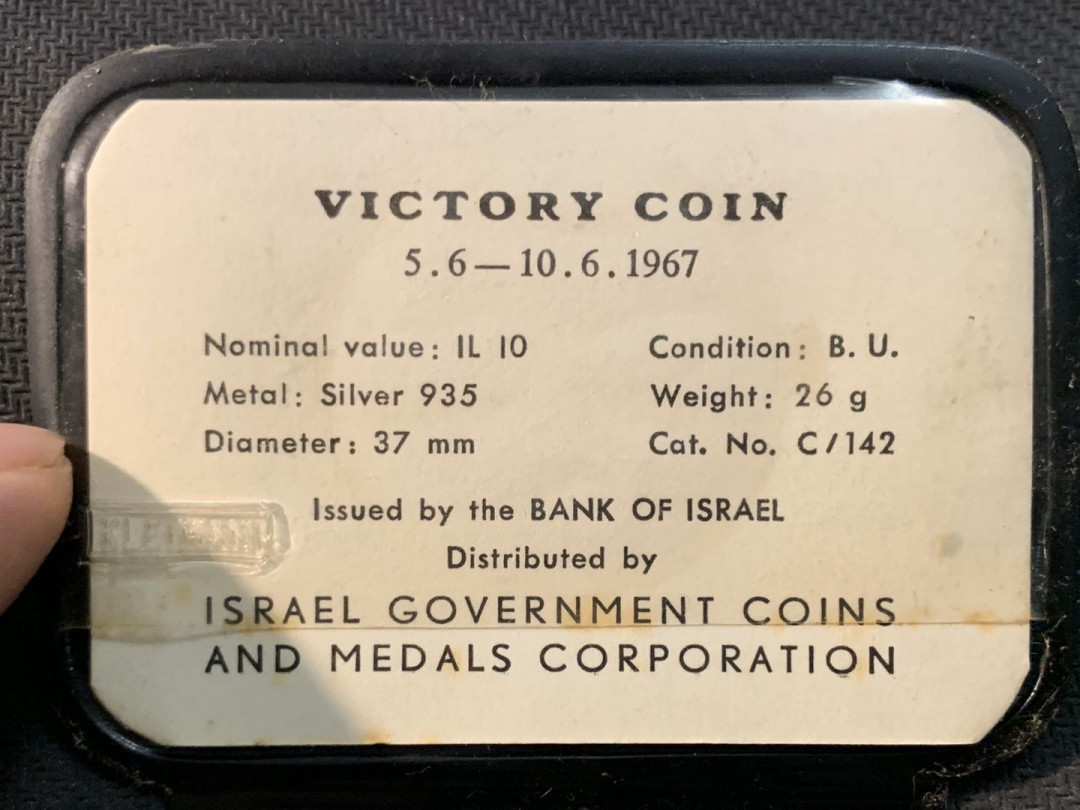 VICTORY COIN
5.6—10.6.1967
Nominal value: IL 10 Condition: B. U.
Metal: Silver 935 Weight: 26 g
Diameter: 37 mm Cat. No. C/142
Issued by the BANK OF ISRAEL
Distributed by
ISRAEL GOVERNMENT COINS
AND MEDALS CORPORATION